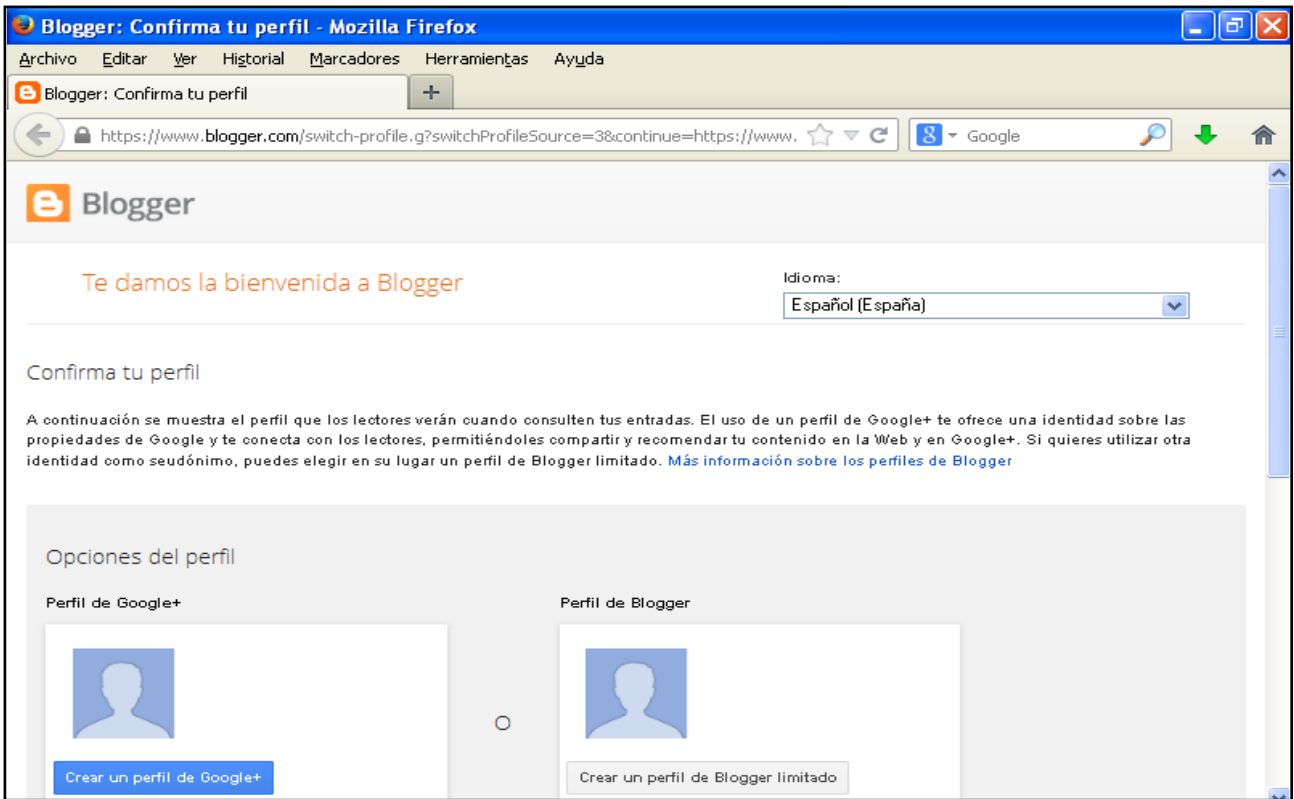 Blogger: Confirma tu perfil - Mozilla Firefox
Archivo Editar Ver Historial Marcadores Herramientas Ayuda
Blogger: Confirma tu perfil
https://www.blogger.com/switch-profile.g?switchProfileSource=3&continue=https://www. Google
Blogger
Te damos la bienvenida a Blogger
Idioma:
Español (España)
Confirma tu perfil
A continuación se muestra el perfil que los lectores verán cuando consulten tus entradas. El uso de un perfil de Google+ te ofrece una identidad sobre las
propiedades de Google y te conecta con los lectores, permitiéndoles compartir y recomendar tu contenido en la Web y en Google+. Si quieres utilizar otra
identidad como seudónimo, puedes elegir en su lugar un perfil de Blogger limitado. Más información sobre los perfiles de Blogger
Opciones del perfil
Perfil de Google+ Perfil de Blogger
O
Crear un perfil de Google+ Crear un perfil de Blogger limitado